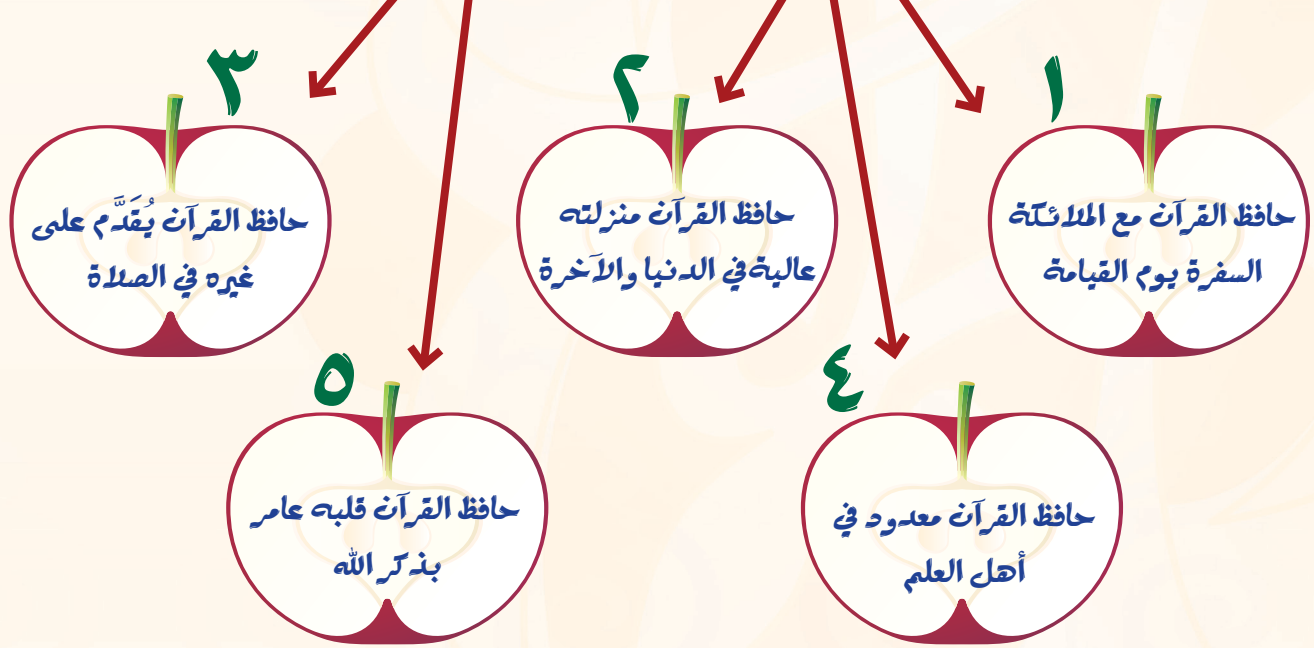 ١
حافظ القرآن مع الملائكة
السفرة يوم القيامة
٢
حافظ القرآن منزلته
عالية في الدنيا والآخرة
٣
حافظ القرآن يُقَدَّم على
غيره في الصلاة
٤
حافظ القرآن معدود في
أهل العلم
٥
حافظ القرآن قلبه عامر
بذكر الله